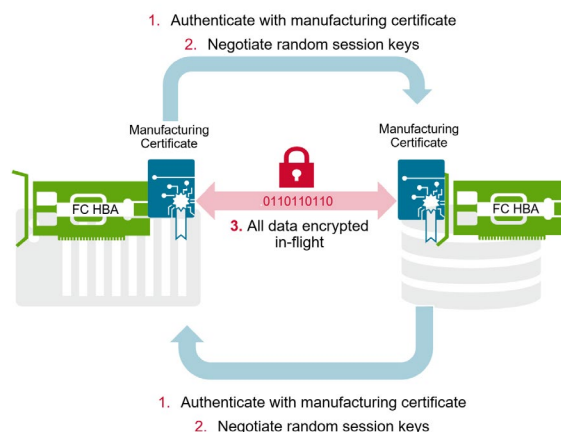 1. Authenticate with manufacturing certificate
2. Negotiate random session keys
Manufacturing
Certificate
Manufacturing
Certificate
FC HBA
0110110110
FC HBA
3. All data encrypted
in-flight
1. Authenticate with manufacturing certificate
2. Negotiate random session keys